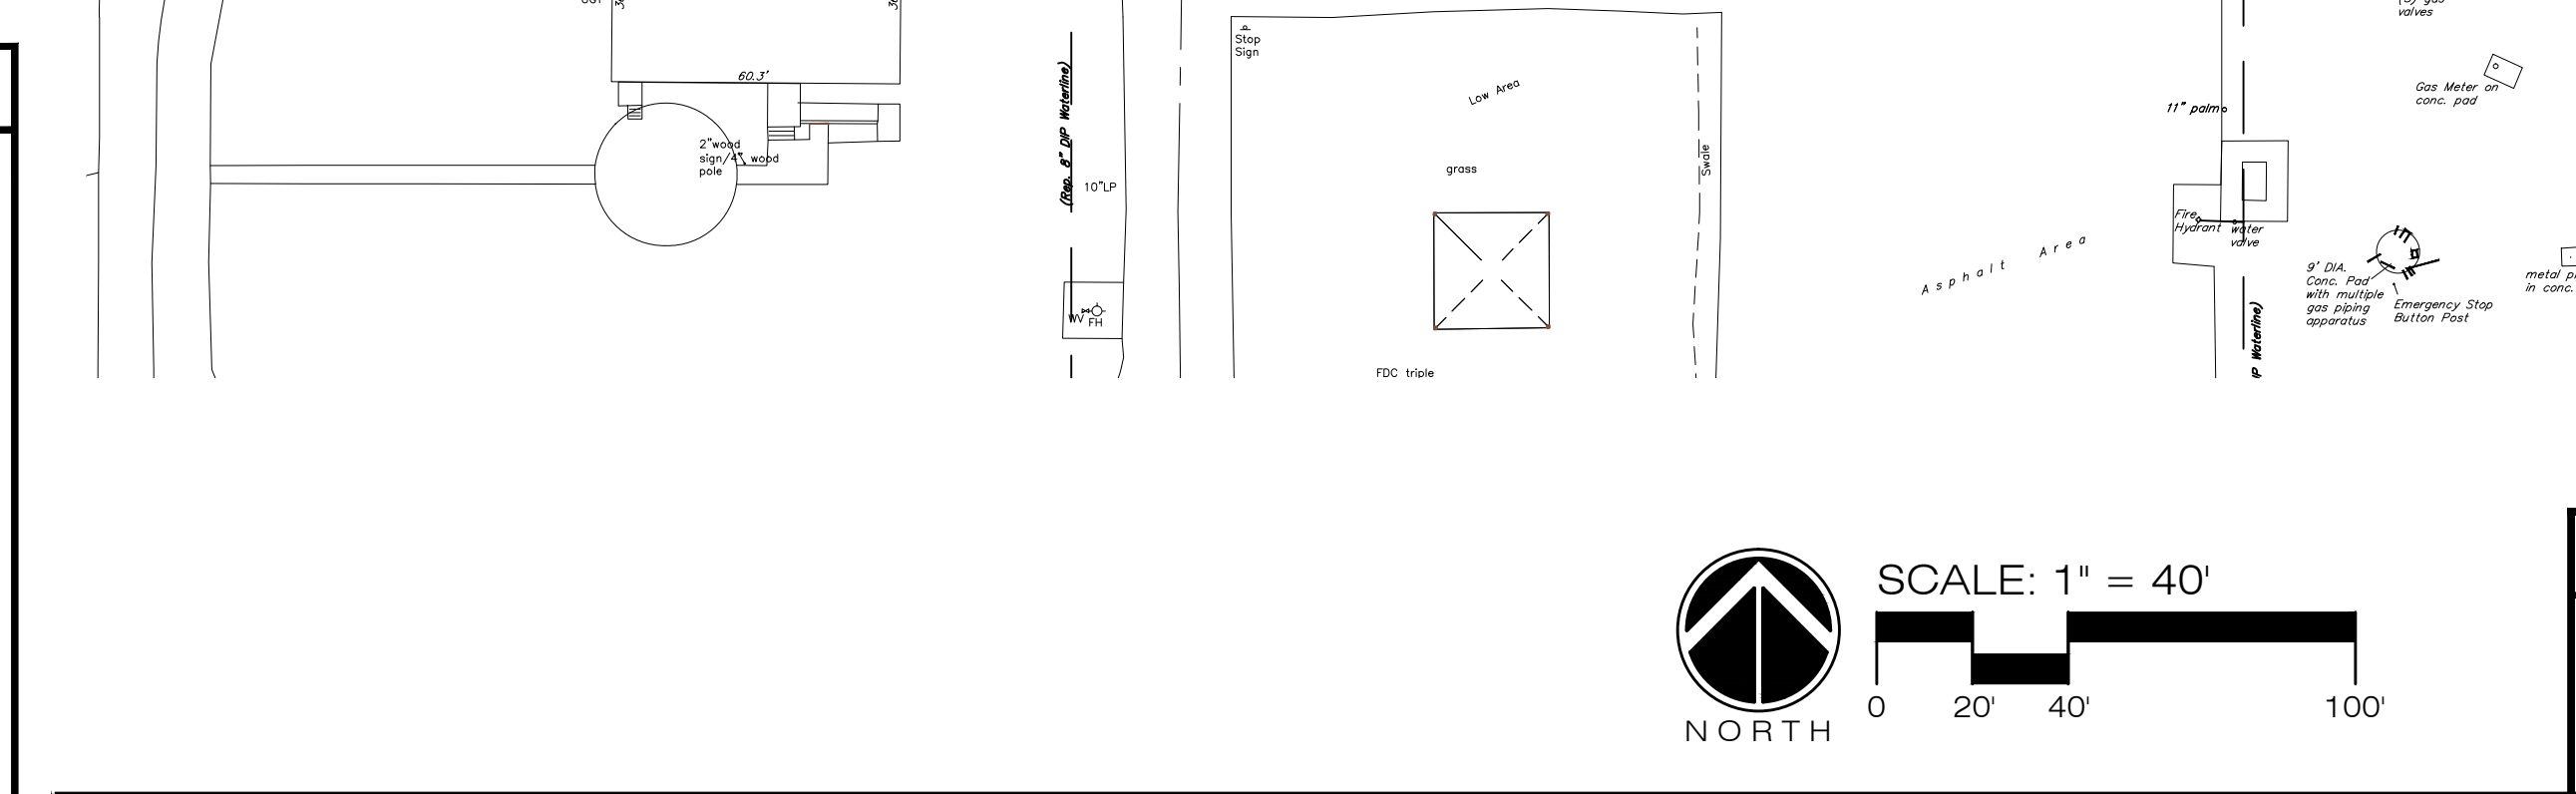 valves
60.3'
Stop
Sign
Low Area
Gas Meter on
conc. pad
11" palm
(Rep. 8" DIP Waterline)
2"wood
sign/4" wood
pole
10"LP
grass
Swale
Fire
Hydrant
water
valve
Asphalt Area
9' DIA.
Conc. Pad
with multiple
gas piping
apparatus
Emergency Stop
Button Post
in conc.
WV
FH
Waterline)
FDC triple
SCALE: 1" = 40'
0 20' 40' 100'
NORTH